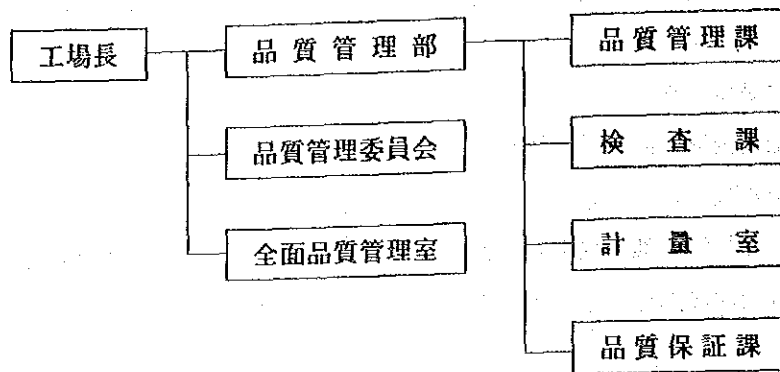 工場長
品質管理部
品質管理委員会
全面品質管理室
品質管理課
検査課
計量室
品質保証課